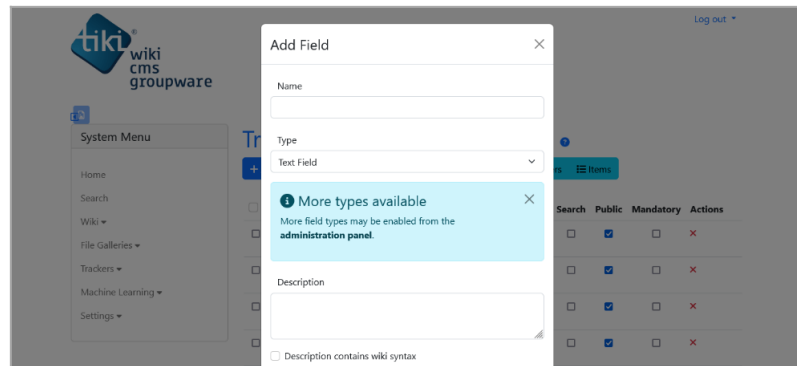 Log out
tiki®
wiki
cms
groupware
Add Field
Name
System Menu
Tr
Type
Text Field
rs Items
Home
Search
Wiki
File Galleries
Trackers
Machine Learning
Settings
More types available
More field types may be enabled from the
administration panel.
Search Public Mandatory Actions
Description
Description contains wiki syntax